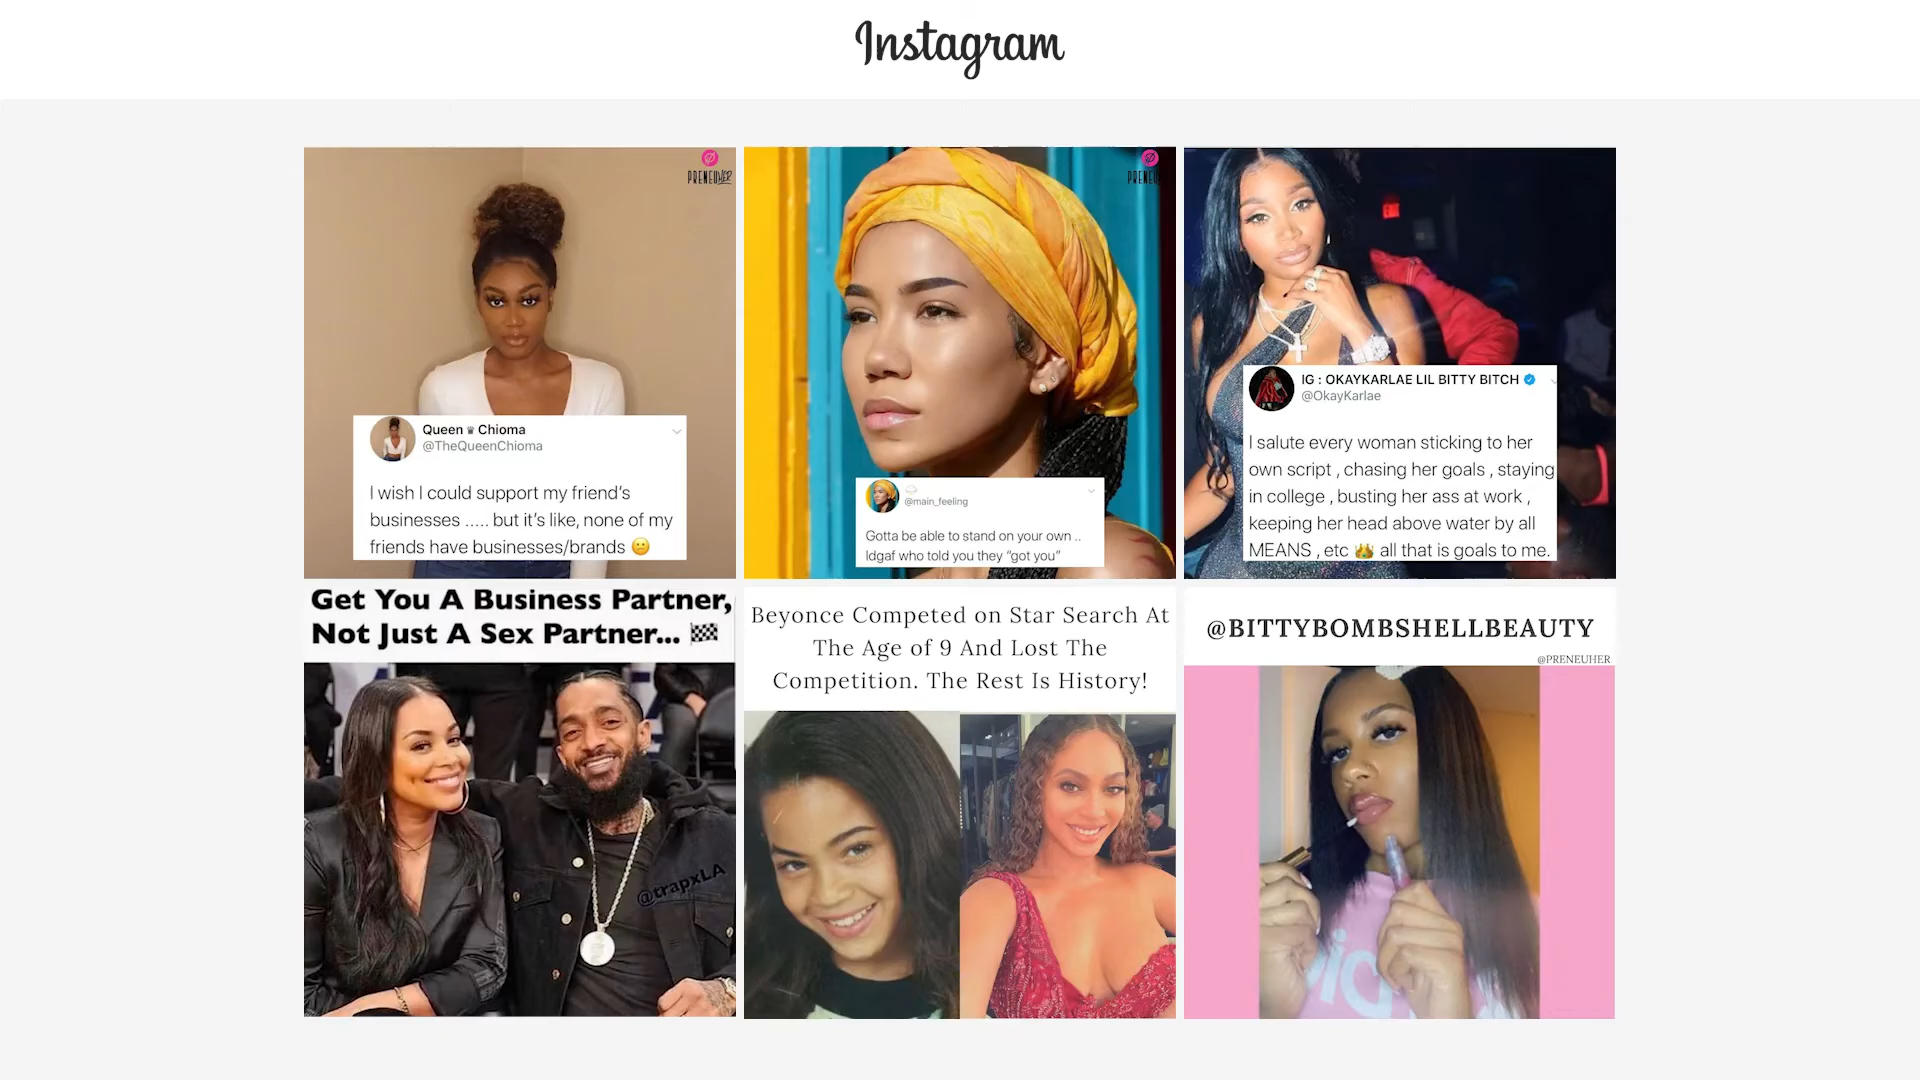 Instagram
PRENEUHER
Queen ♛ Chioma
@TheQueenChioma
I wish I could support my friend’s
businesses ..... but it’s like, none of my
friends have businesses/brands 😕
PRENEU
@main_feeling
Gotta be able to stand on your own ..
Idgaf who told you they “got you”
IG : OKAYKARLAE LIL BITTY BITCH
@OkayKarlae
I salute every woman sticking to her
own script , chasing her goals , staying
in college , busting her ass at work ,
keeping her head above water by all
MEANS , etc 👑 all that is goals to me.
Get You A Business Partner,
Not Just A Sex Partner... 🏁
@trapxLA
Beyonce Competed on Star Search At
The Age of 9 And Lost The
Competition. The Rest Is History!
@BITTYBOMBSHELLBEAUTY
@PRENEUHER